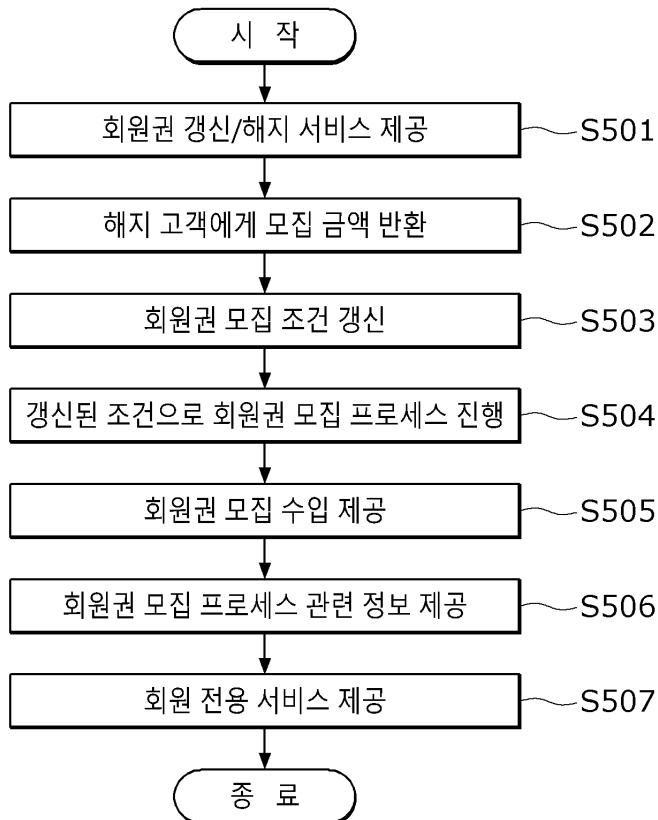 시 작
회원권 갱신/해지 서비스 제공
S501
해지 고객에게 모집 금액 반환
S502
회원권 모집 조건 갱신
S503
갱신된 조건으로 회원권 모집 프로세스 진행
S504
회원권 모집 수입 제공
S505
회원권 모집 프로세스 관련 정보 제공
S506
회원 전용 서비스 제공
S507
종 료